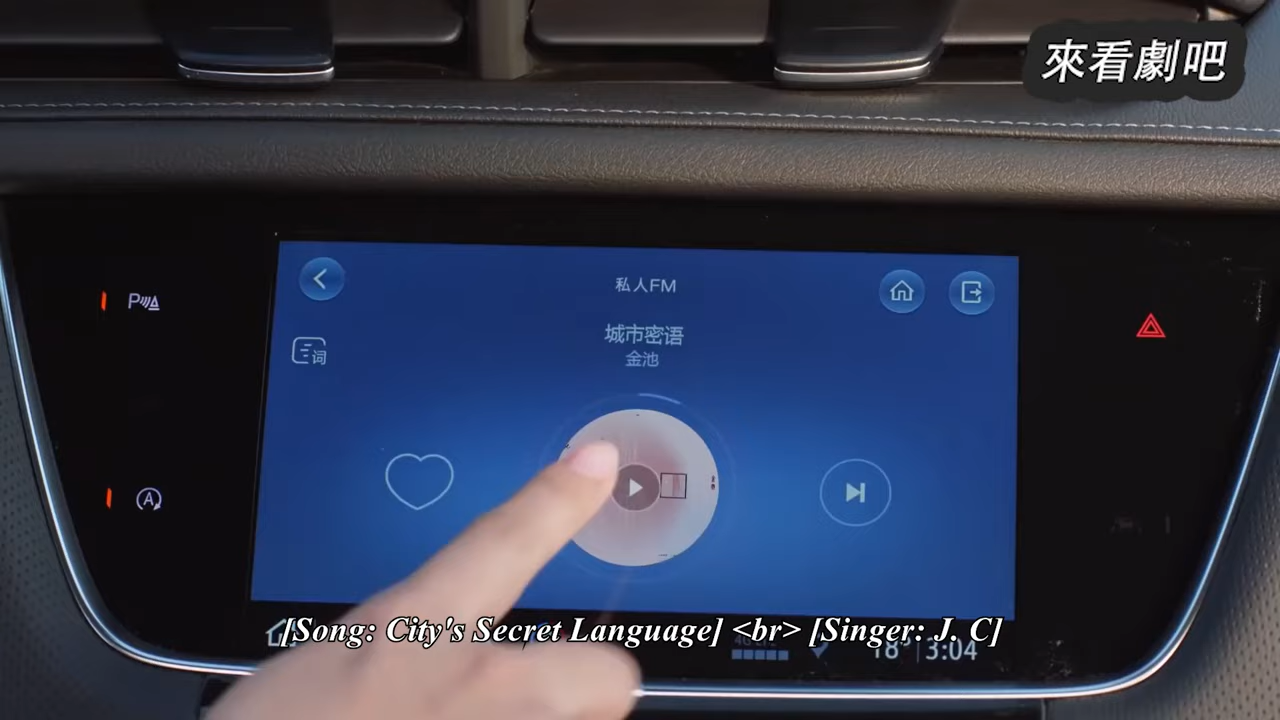 來看劇吧
私人FM
城市密语
金池
词
P
A
[Song: City's Secret Language] <br> [Singer: J. C]
18° 3:04